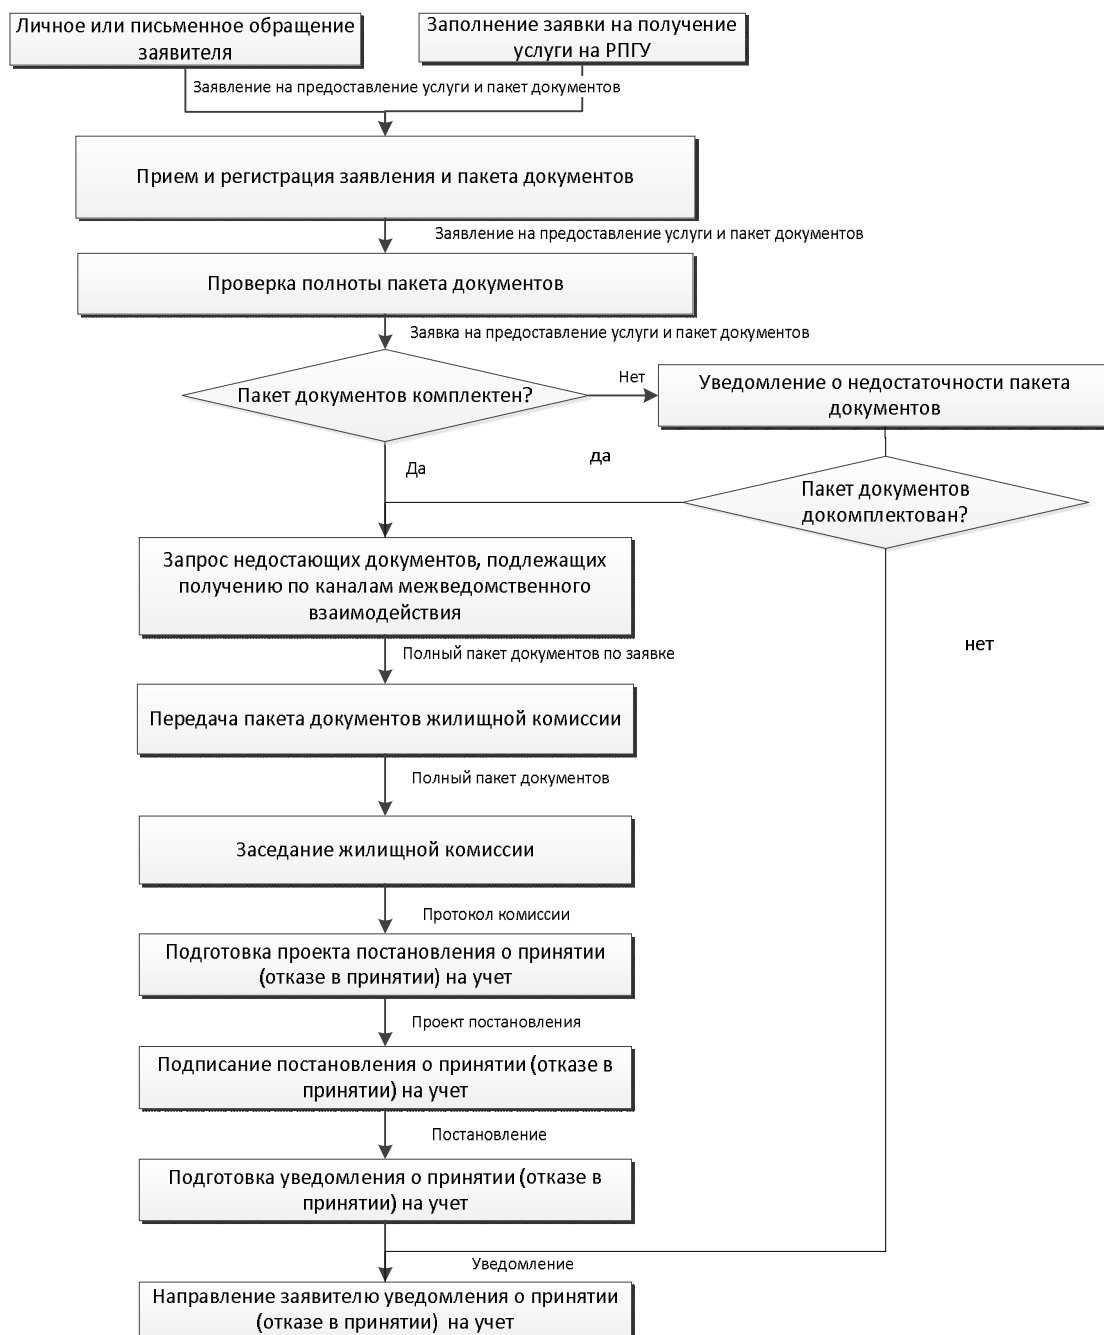 Личное или письменное обращение
заявителя
Заполнение заявки на получение
услуги на РПГУ
Заявление на предоставление услуги и пакет документов
Прием и регистрация заявления и пакета документов
Заявление на предоставление услуги и пакет документов
Проверка полноты пакета документов
Заявка на предоставление услуги и пакет документов
Пакет документов комплектен?
Нет
Уведомление о недостаточности пакета
документов
Да
да
Пакет документов
докомплектован?
Запрос недостающих документов, подлежащих
получению по каналам межведомственного
взаимодействия
нет
Полный пакет документов по заявке
Передача пакета документов жилищной комиссии
Полный пакет документов
Заседание жилищной комиссии
Протокол комиссии
Подготовка проекта постановления о принятии
(отказе в принятии) на учет
Проект постановления
Подписание постановления о принятии (отказе в
принятии) на учет
Постановление
Подготовка уведомления о принятии (отказе в
принятии) на учет
Уведомление
Направление заявителю уведомления о принятии
(отказе в принятии) на учет